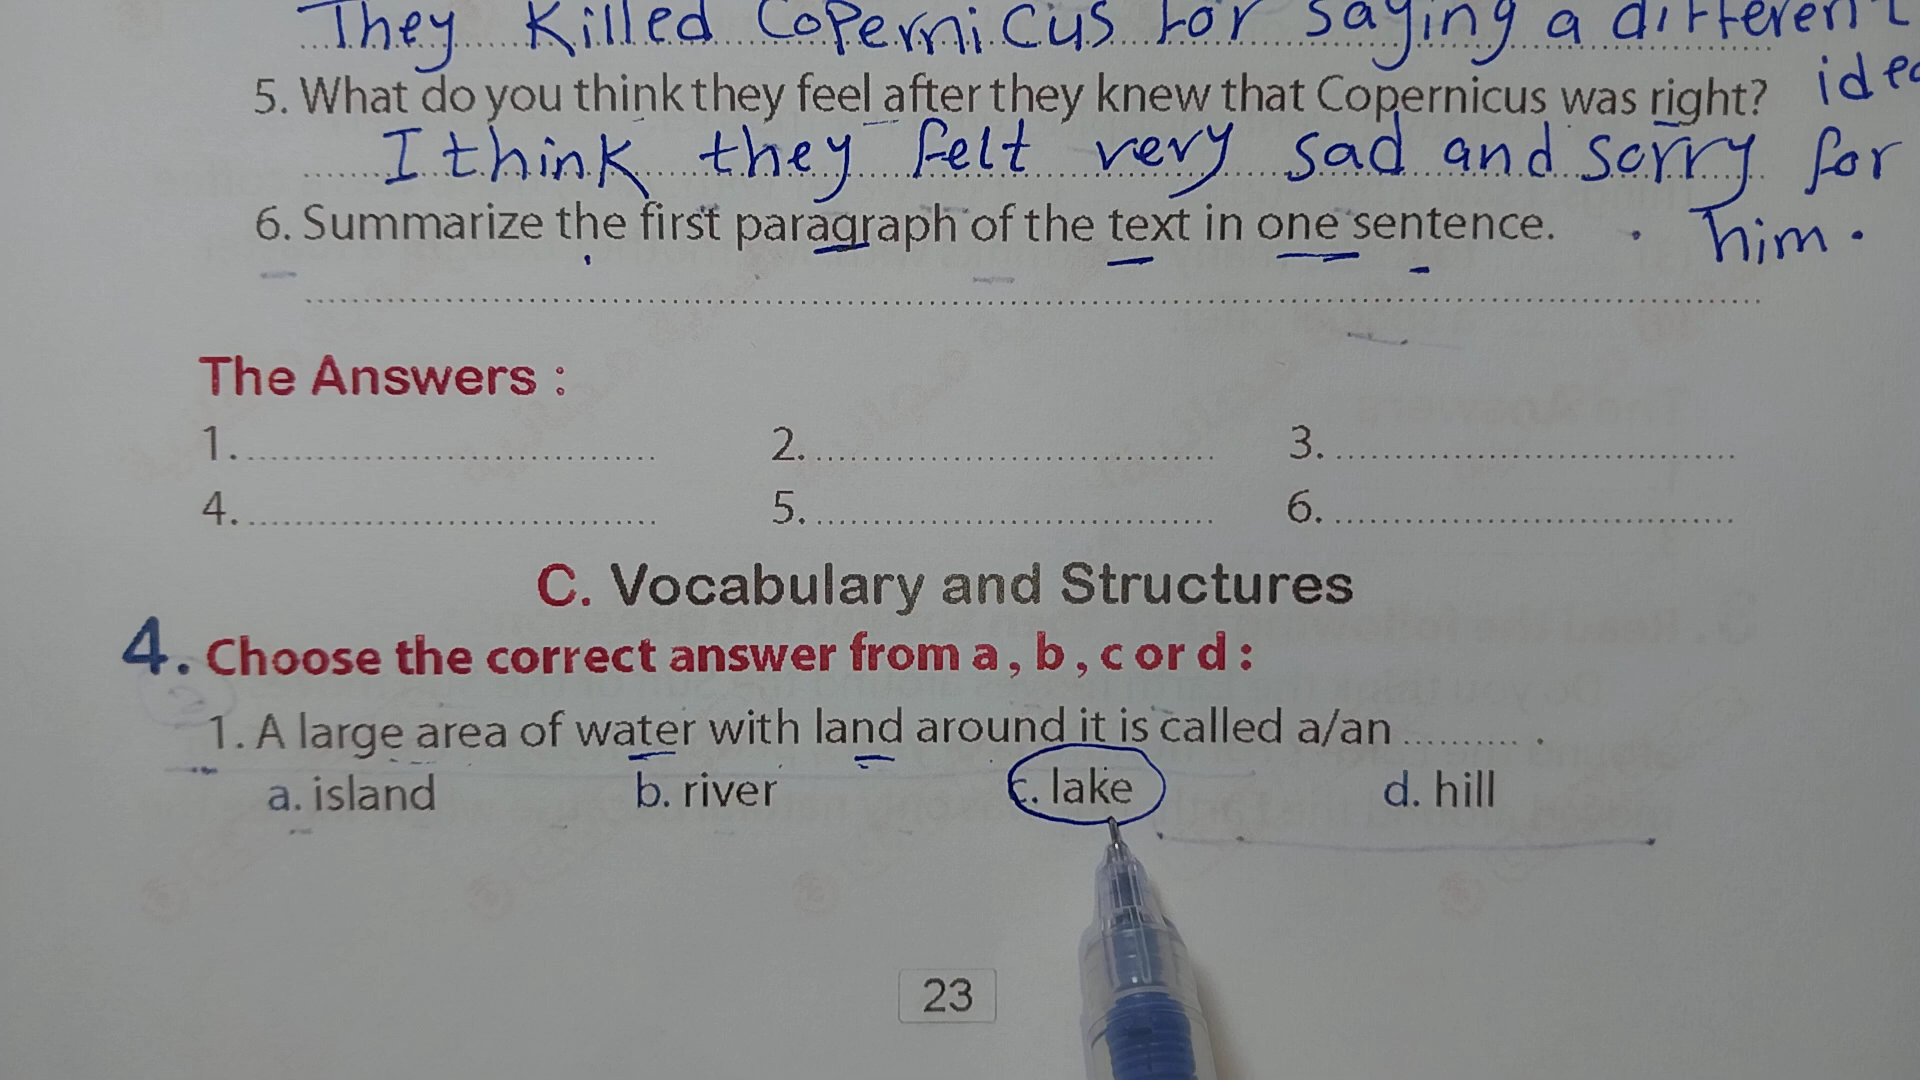 They Killed Copernicus for saying a different
idea
5. What do you think they feel after they knew that Copernicus was right?
I think they felt very sad and sorry for
him.
6. Summarize the first paragraph of the text in one sentence.
The Answers :
1. 2. 3.
4. 5. 6.
C. Vocabulary and Structures
4. Choose the correct answer from a , b , c or d :
1. A large area of water with land around it is called a/an .......... .
a. island b. river c. lake d. hill
23